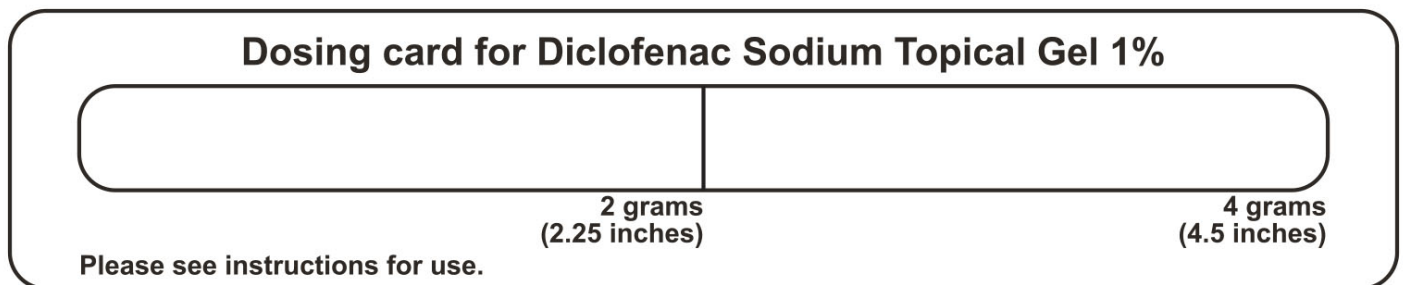 Dosing card for Diclofenac Sodium Topical Gel 1%
2 grams
(2.25 inches)
4 grams
(4.5 inches)
Please see instructions for use.